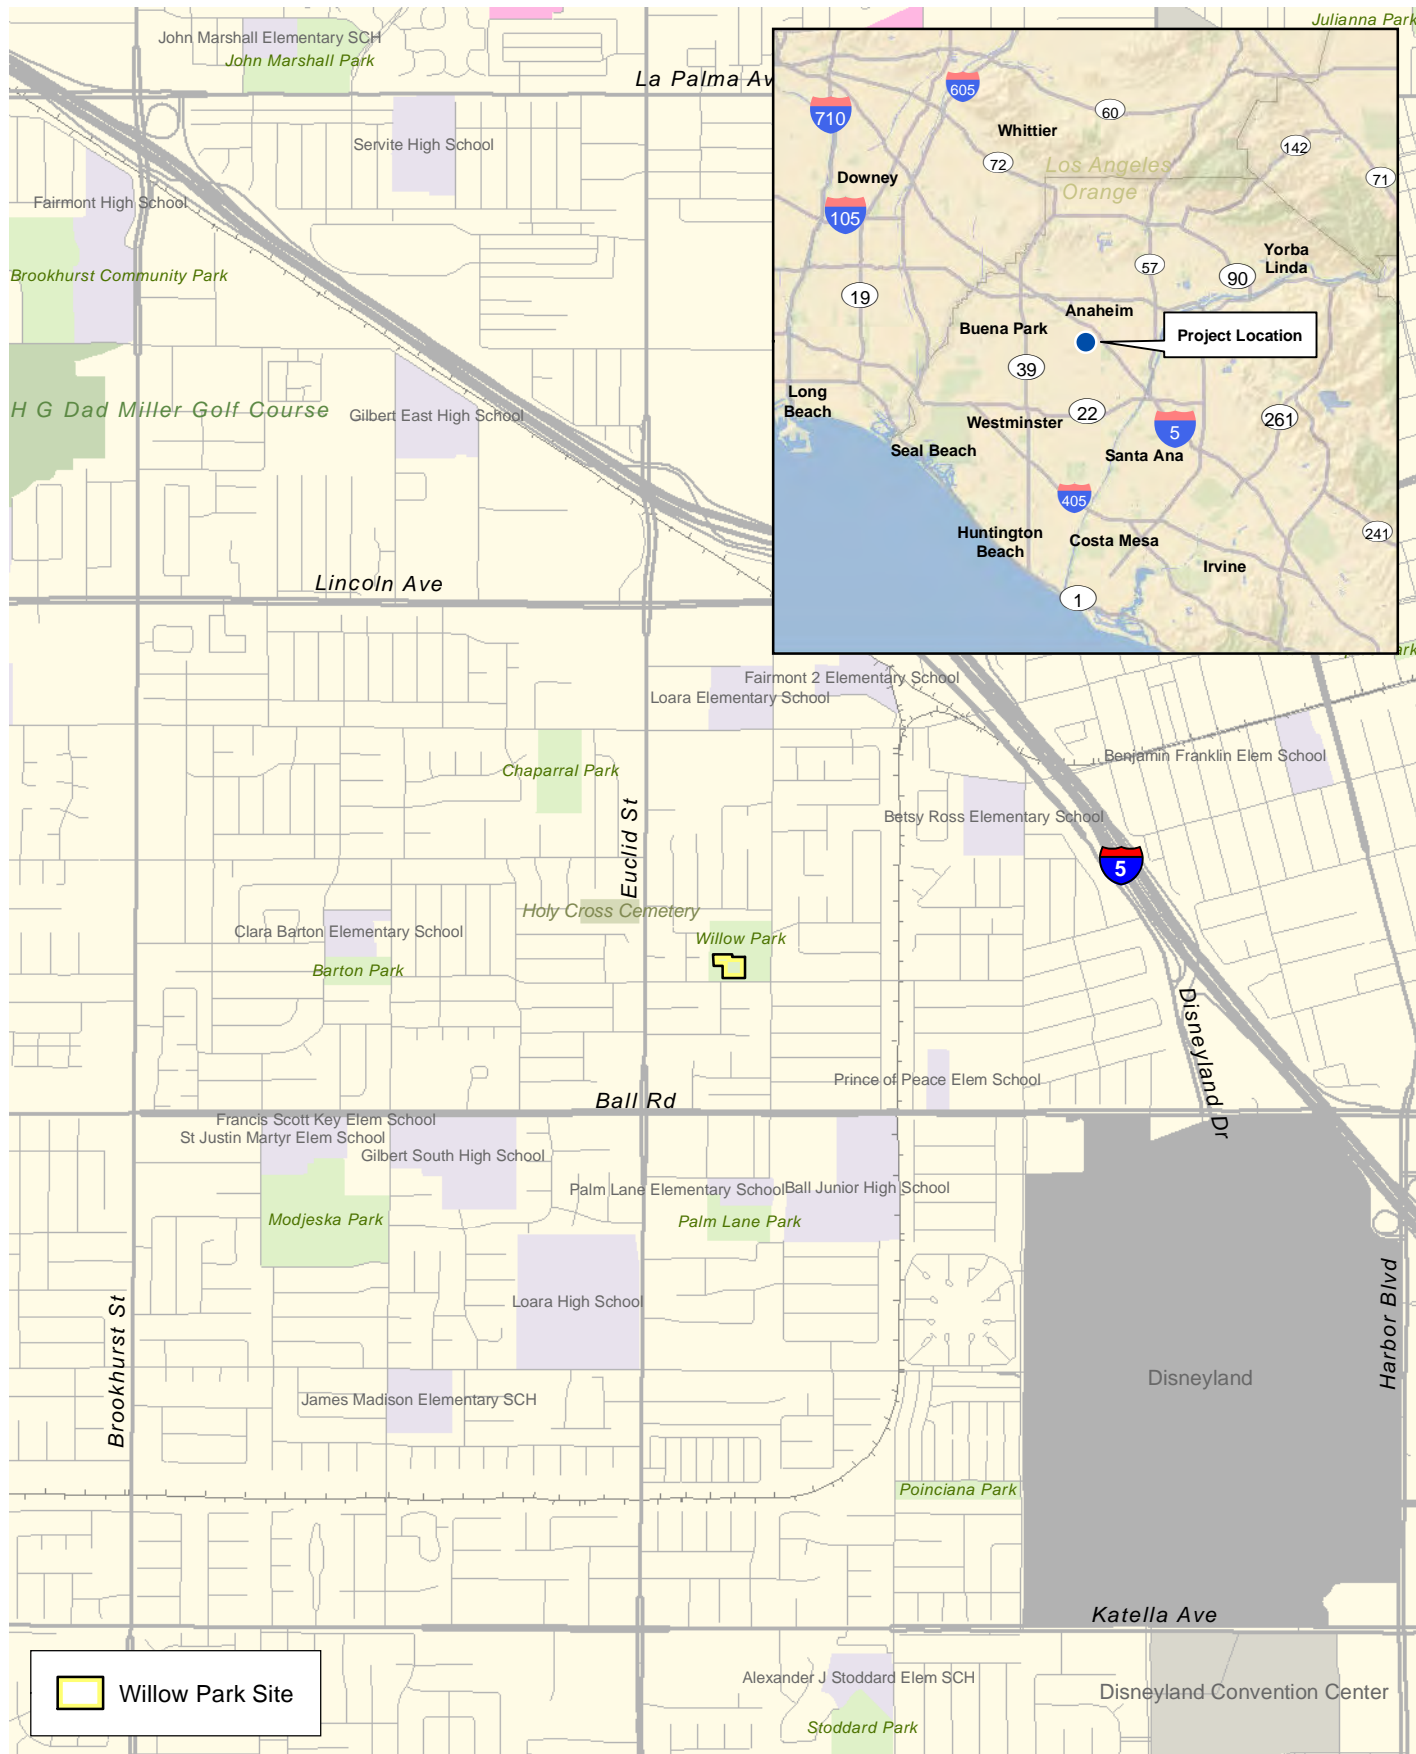 Julianna Park
John Marshall Elementary SCH
John Marshall Park
La Palma Av
Servite High School
Fairmont High School
Brookhurst Community Park
H G Dad Miller Golf Course
Gilbert East High School
Lincoln Ave
605
710
60
Whittier
72
142
Los Angeles
Orange
71
Downey
105
Yorba
Linda
57
90
19
Anaheim
Buena Park
Project Location
39
Long
Beach
22
261
Westminster
5
Seal Beach
Santa Ana
405
Huntington
Beach
Costa Mesa
241
Irvine
1
ark
Fairmont 2 Elementary School
Loara Elementary School
Benjamin Franklin Elem School
Chaparral Park
Betsy Ross Elementary School
Euclid St
5
Holy Cross Cemetery
Clara Barton Elementary School
Willow Park
Barton Park
Disneyland Dr
Prince of Peace Elem School
Ball Rd
Francis Scott Key Elem School
St Justin Martyr Elem School
Gilbert South High School
Palm Lane Elementary School
Ball Junior High School
Modjeska Park
Palm Lane Park
Loara High School
Brookhurst St
Harbor Blvd
Disneyland
James Madison Elementary SCH
Poinciana Park
Katella Ave
Alexander J Stoddard Elem SCH
Willow Park Site
Disneyland Convention Center
Stoddard Park